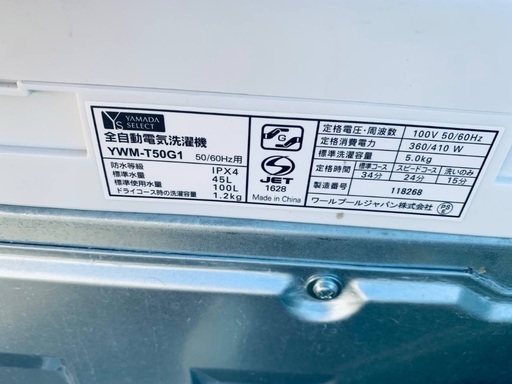 YS YAMADA SELECT
全自動電気洗濯機
YWM-T50G1 50/60Hz用
防水等級 IPX4
標準水量 45L
標準使用水量 100L
ドライコース時の洗濯容量 1.2kg
G
S
JET
1628
Made in China
定格電圧・周波数 100V 50/60Hz
定格消費電力 360/410 W
標準洗濯容量 5.0kg
定格時間 標準コース スピードコース 洗いのみ
34分 24分 15分
製造番号 118268
ワールプールジャパン株式会社 PSE